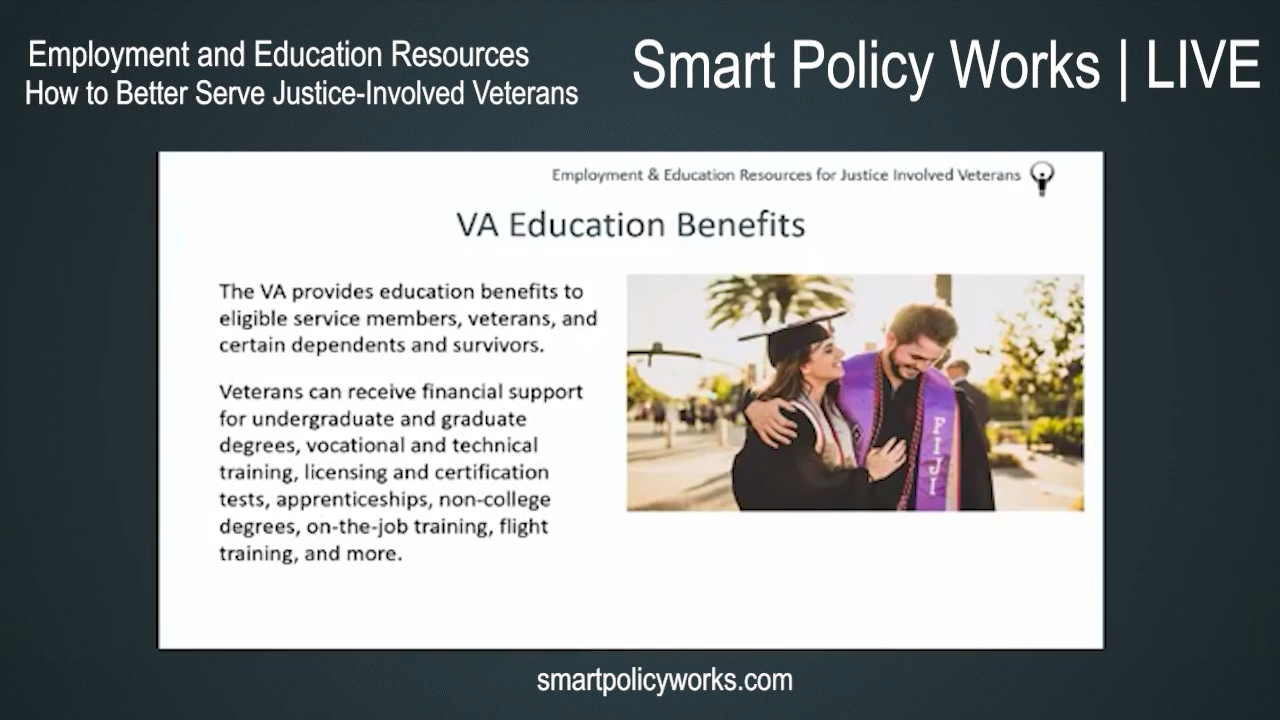 Employment and Education Resources
How to Better Serve Justice-Involved Veterans
Smart Policy Works | LIVE
Employment & Education Resources for Justice Involved Veterans
VA Education Benefits
The VA provides education benefits to
eligible service members, veterans, and
certain dependents and survivors.
Veterans can receive financial support
for undergraduate and graduate
degrees, vocational and technical
training, licensing and certification
tests, apprenticeships, non-college
degrees, on-the-job training, flight
training, and more.
FIJI
smartpolicyworks.com